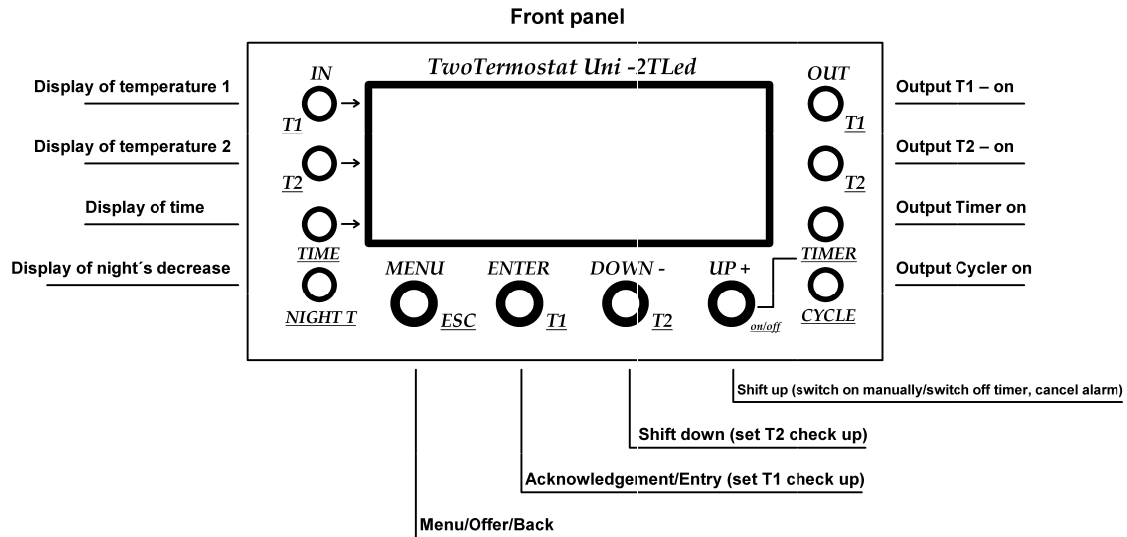 Front panel
TwoTermostat Uni -2TLed
IN
OUT
Display of temperature 1
T1
T1
Output T1 – on
Display of temperature 2
T2
T2
Output T2 – on
Display of time
TIME
TIMER
Output Timer on
Display of night´s decrease
NIGHT T
CYCLE
Output Cycler on
MENU
ENTER
DOWN -
UP +
ESC
T1
T2
on/off
Shift up (switch on manually/switch off timer, cancel alarm)
Shift down (set T2 check up)
Acknowledgement/Entry (set T1 check up)
Menu/Offer/Back